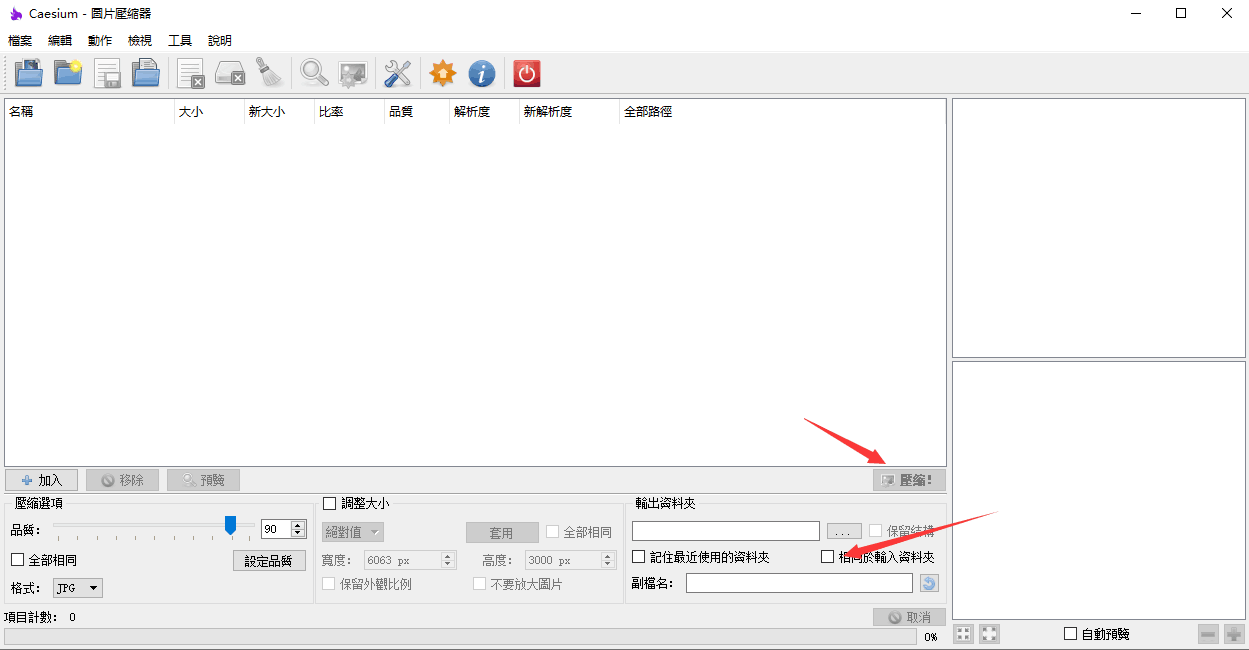 Caesium - 圖片壓縮器
檔案 編輯 動作 檢視 工具 說明
名稱 大小 新大小 比率 品質 解析度 新解析度 全部路徑
加入 移除 預覽 壓縮!
壓縮選項 調整大小 輸出資料夾
品質: 90 絕對值 套用 全部相同 ... 保留結構
全部相同 設定品質 寬度: 6063 px 高度: 3000 px 記住最近使用的資料夾 相同於輸入資料夾
格式: JPG 保留外觀比例 不要放大圖片 副檔名:
項目計數: 0 取消
0% 自動預覽